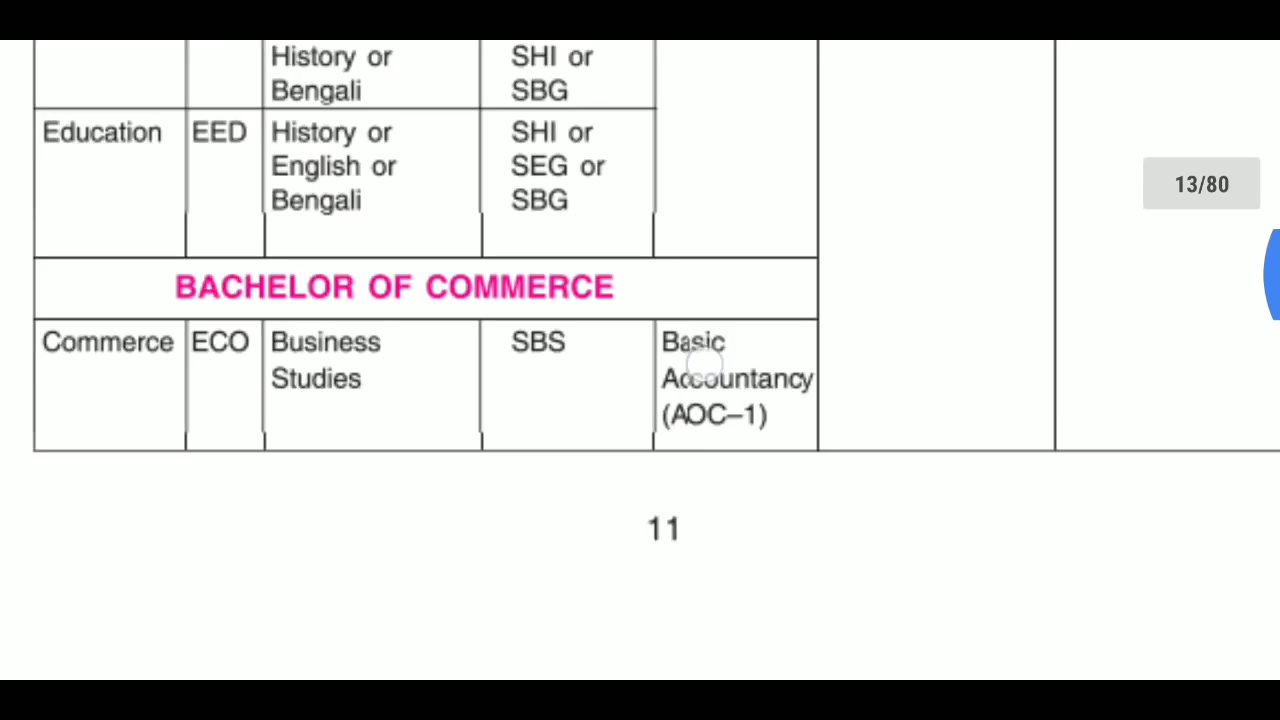 History or SHI or
Bengali SBG
Education EED History or SHI or
English or SEG or
Bengali SBG
13/80
BACHELOR OF COMMERCE
Commerce ECO Business SBS Basic
Studies Accountancy
(AOC–1)
11